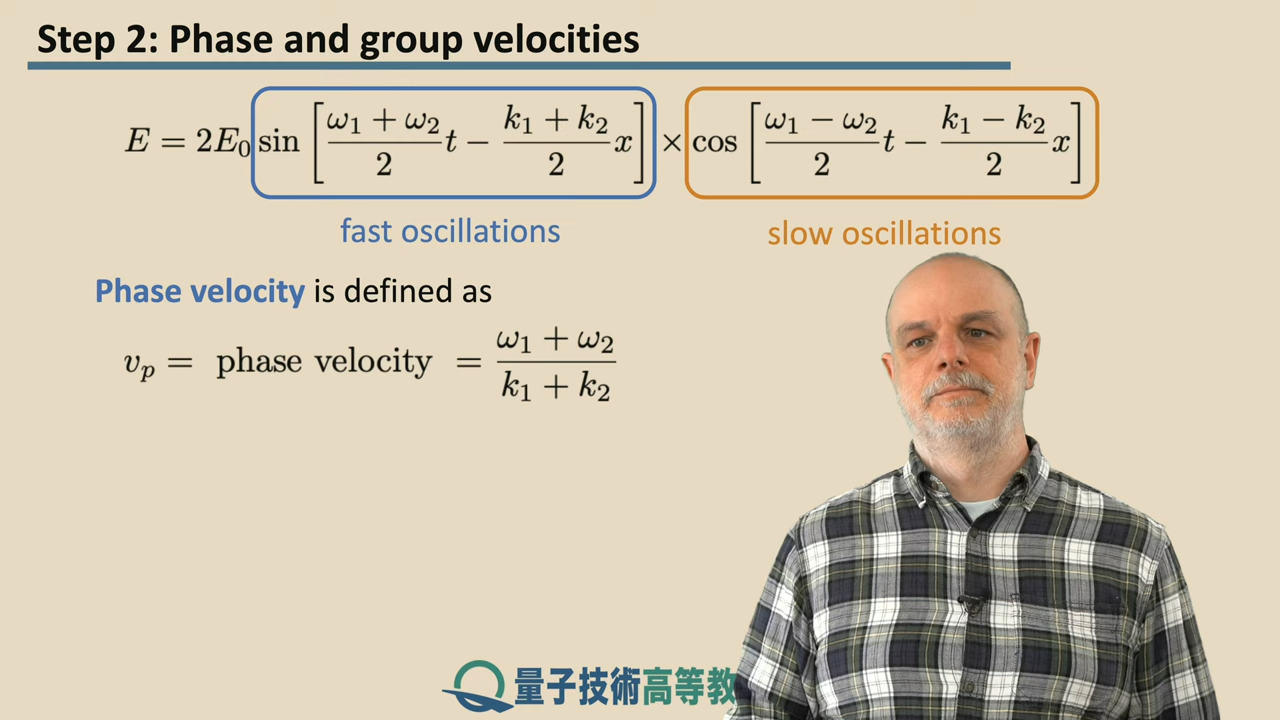 Step 2: Phase and group velocities
E = 2E₀ sin [ (ω₁ + ω₂)/2 t − (k₁ + k₂)/2 x ] × cos [ (ω₁ − ω₂)/2 t − (k₁ − k₂)/2 x ]
fast oscillations
slow oscillations
Phase velocity is defined as
vₚ = phase velocity = (ω₁ + ω₂)/(k₁ + k₂)
量子技術高等教